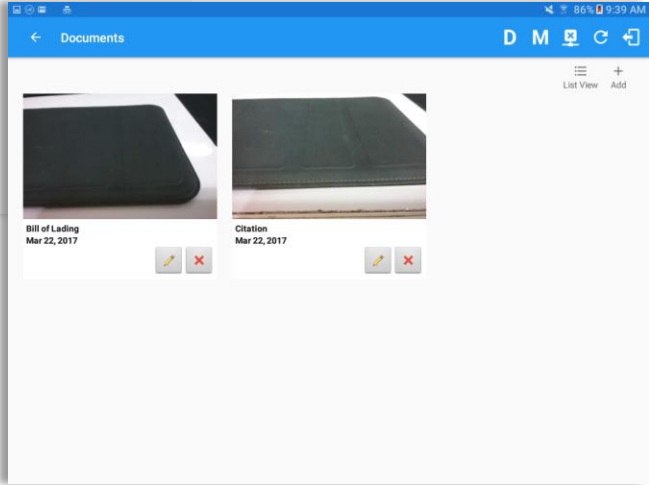 86% 9:39 AM
Documents
D M
List View Add
Bill of Lading
Mar 22, 2017
Citation
Mar 22, 2017